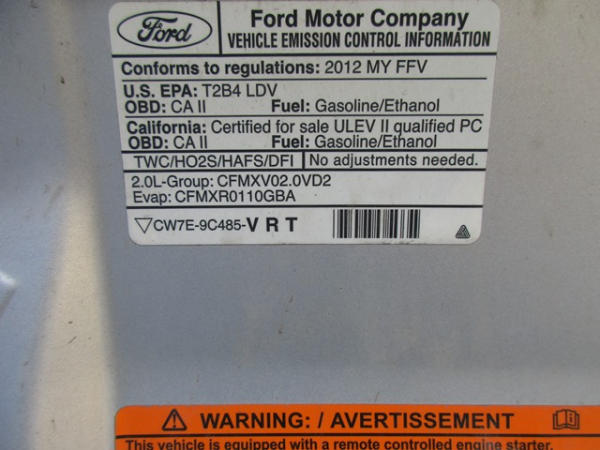 Ford
Ford Motor Company
VEHICLE EMISSION CONTROL INFORMATION
Conforms to regulations: 2012 MY FFV
U.S. EPA: T2B4 LDV
OBD: CA II Fuel: Gasoline/Ethanol
California: Certified for sale ULEV II qualified PC
OBD: CA II Fuel: Gasoline/Ethanol
TWC/HO2S/HAFS/DFI No adjustments needed.
2.0L-Group: CFMXV02.0VD2
Evap: CFMXR0110GBA
CW7E-9C485-V R T
WARNING: / AVERTISSEMENT
This vehicle is equipped with a remote controlled engine starter.